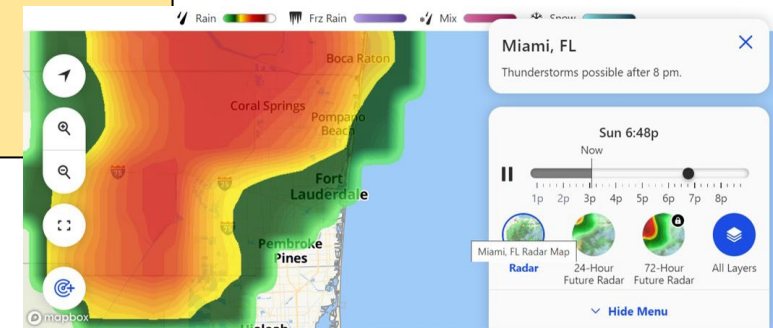 Rain
Frz Rain
Mix
Snow
Miami, FL
Thunderstorms possible after 8 pm.
Boca Raton
Coral Springs
Pompano
Beach
Fort
Lauderdale
Pembroke
Pines
75
mapbox
Sun 6:48p
Now
1p 2p 3p 4p 5p 6p 7p 8p
Miami, FL Radar Map
Radar
24-Hour
Future Radar
72-Hour
Future Radar
All Layers
Hide Menu